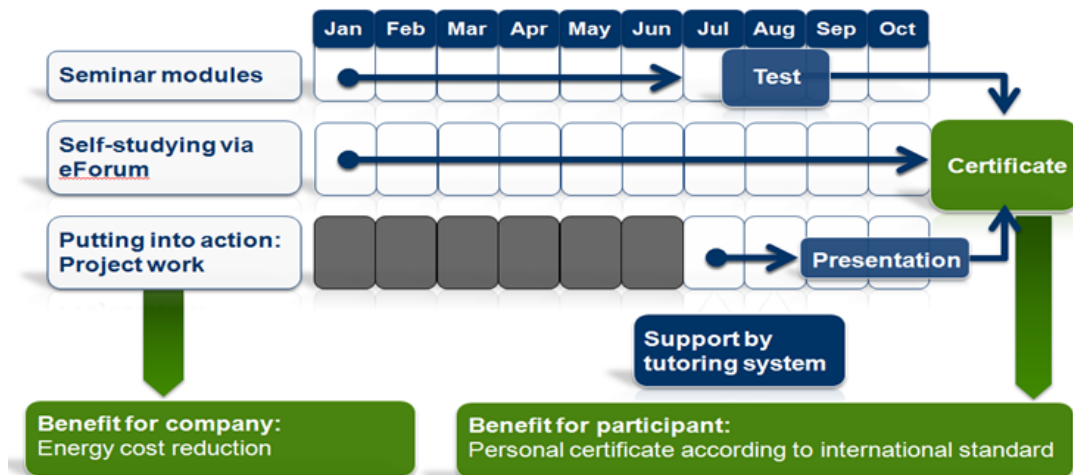 Jan Feb Mar Apr May Jun Jul Aug Sep Oct
Seminar modules
Test
Self-studying via
eForum
Certificate
Putting into action:
Project work
Presentation
Support by
tutoring system
Benefit for company:
Energy cost reduction
Benefit for participant:
Personal certificate according to international standard